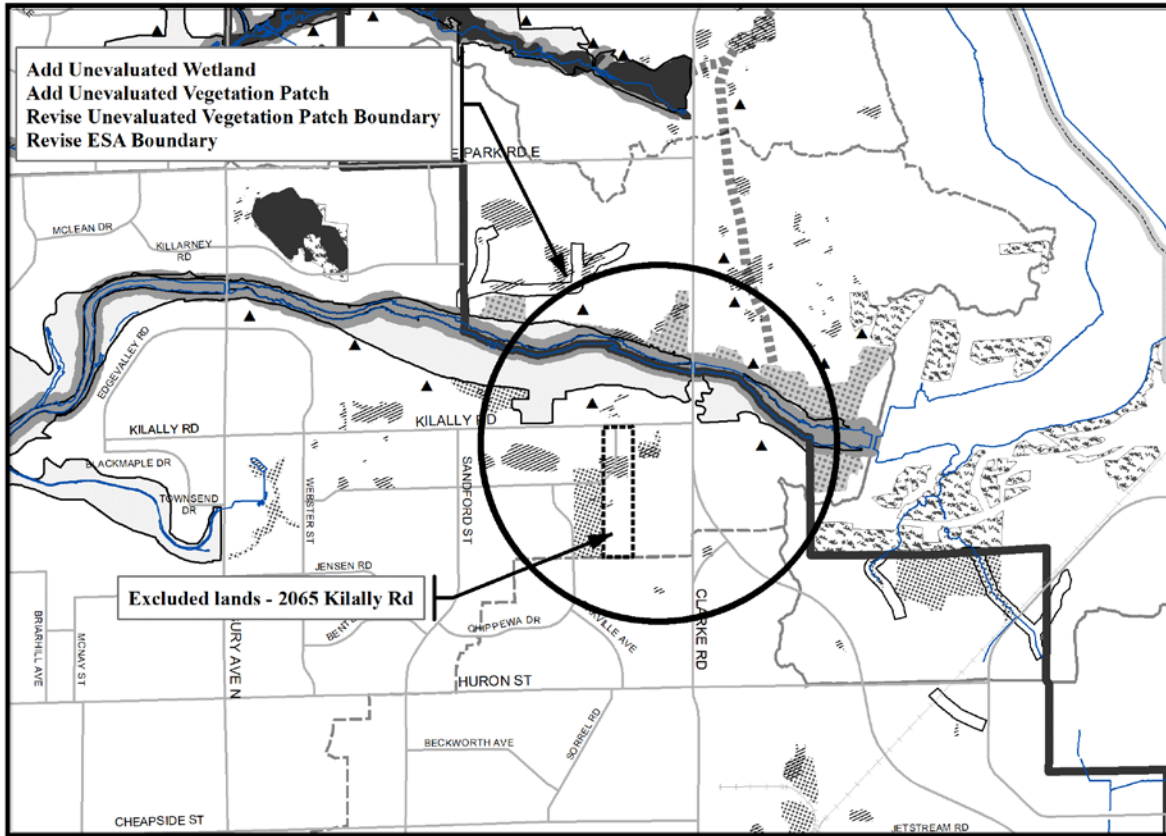 Add Unevaluated Wetland
Add Unevaluated Vegetation Patch
Revise Unevaluated Vegetation Patch Boundary
Revise ESA Boundary
E PARK RD E
MCLEAN DR
KILLARNEY
RD
EDGEVALLEY RD
KILALLY RD
KILALLY RD
BLACKMAPLE DR
TOWNSEND
DR
WEBSTER ST
SANDFORD ST
JENSEN RD
Excluded lands - 2065 Kilally Rd
BRIARHILL AVE
MCNAY ST
BURY AVE N
BENT
CHIPPEWA DR
AVILLE AVE
CLARKE RD
HURON ST
BECKWORTH AVE
SORREL RD
CHEAPSIDE ST
JETSTREAM RD